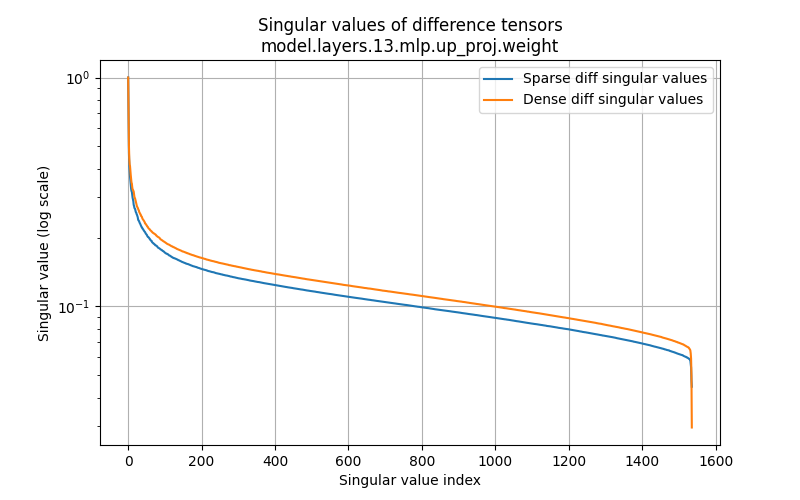 Singular values of difference tensors
model.layers.13.mlp.up_proj.weight
Sparse diff singular values
Dense diff singular values
Singular value (log scale)
10⁰
10⁻¹
0 200 400 600 800 1000 1200 1400 1600
Singular value index